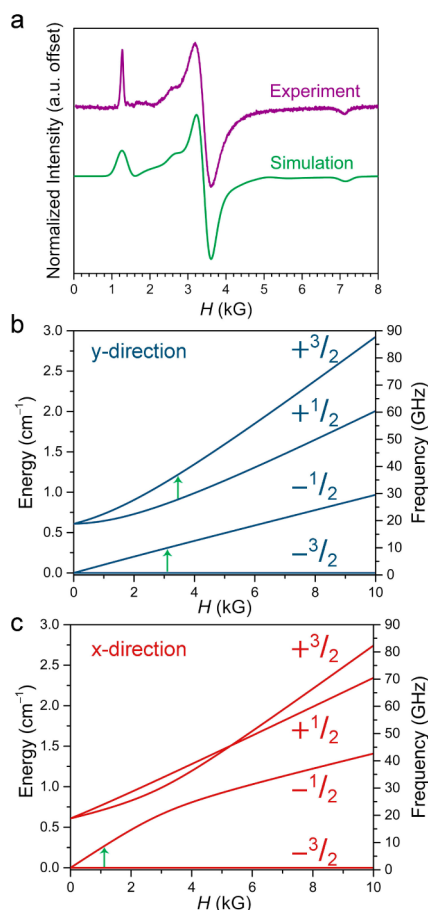 a
Normalized Intensity (a.u. offset)
Experiment
Simulation
0 1 2 3 4 5 6 7 8
H (kG)
b
y-direction
Energy (cm⁻¹)
3.0
2.5
2.0
1.5
1.0
0.5
0.0
+3/2
+1/2
−1/2
−3/2
90
80
70
60
50
40
30
20
10
0
Frequency (GHz)
0 2 4 6 8 10
H (kG)
c
x-direction
Energy (cm⁻¹)
3.0
2.5
2.0
1.5
1.0
0.5
0.0
+3/2
+1/2
−1/2
−3/2
90
80
70
60
50
40
30
20
10
0
Frequency (GHz)
0 2 4 6 8 10
H (kG)